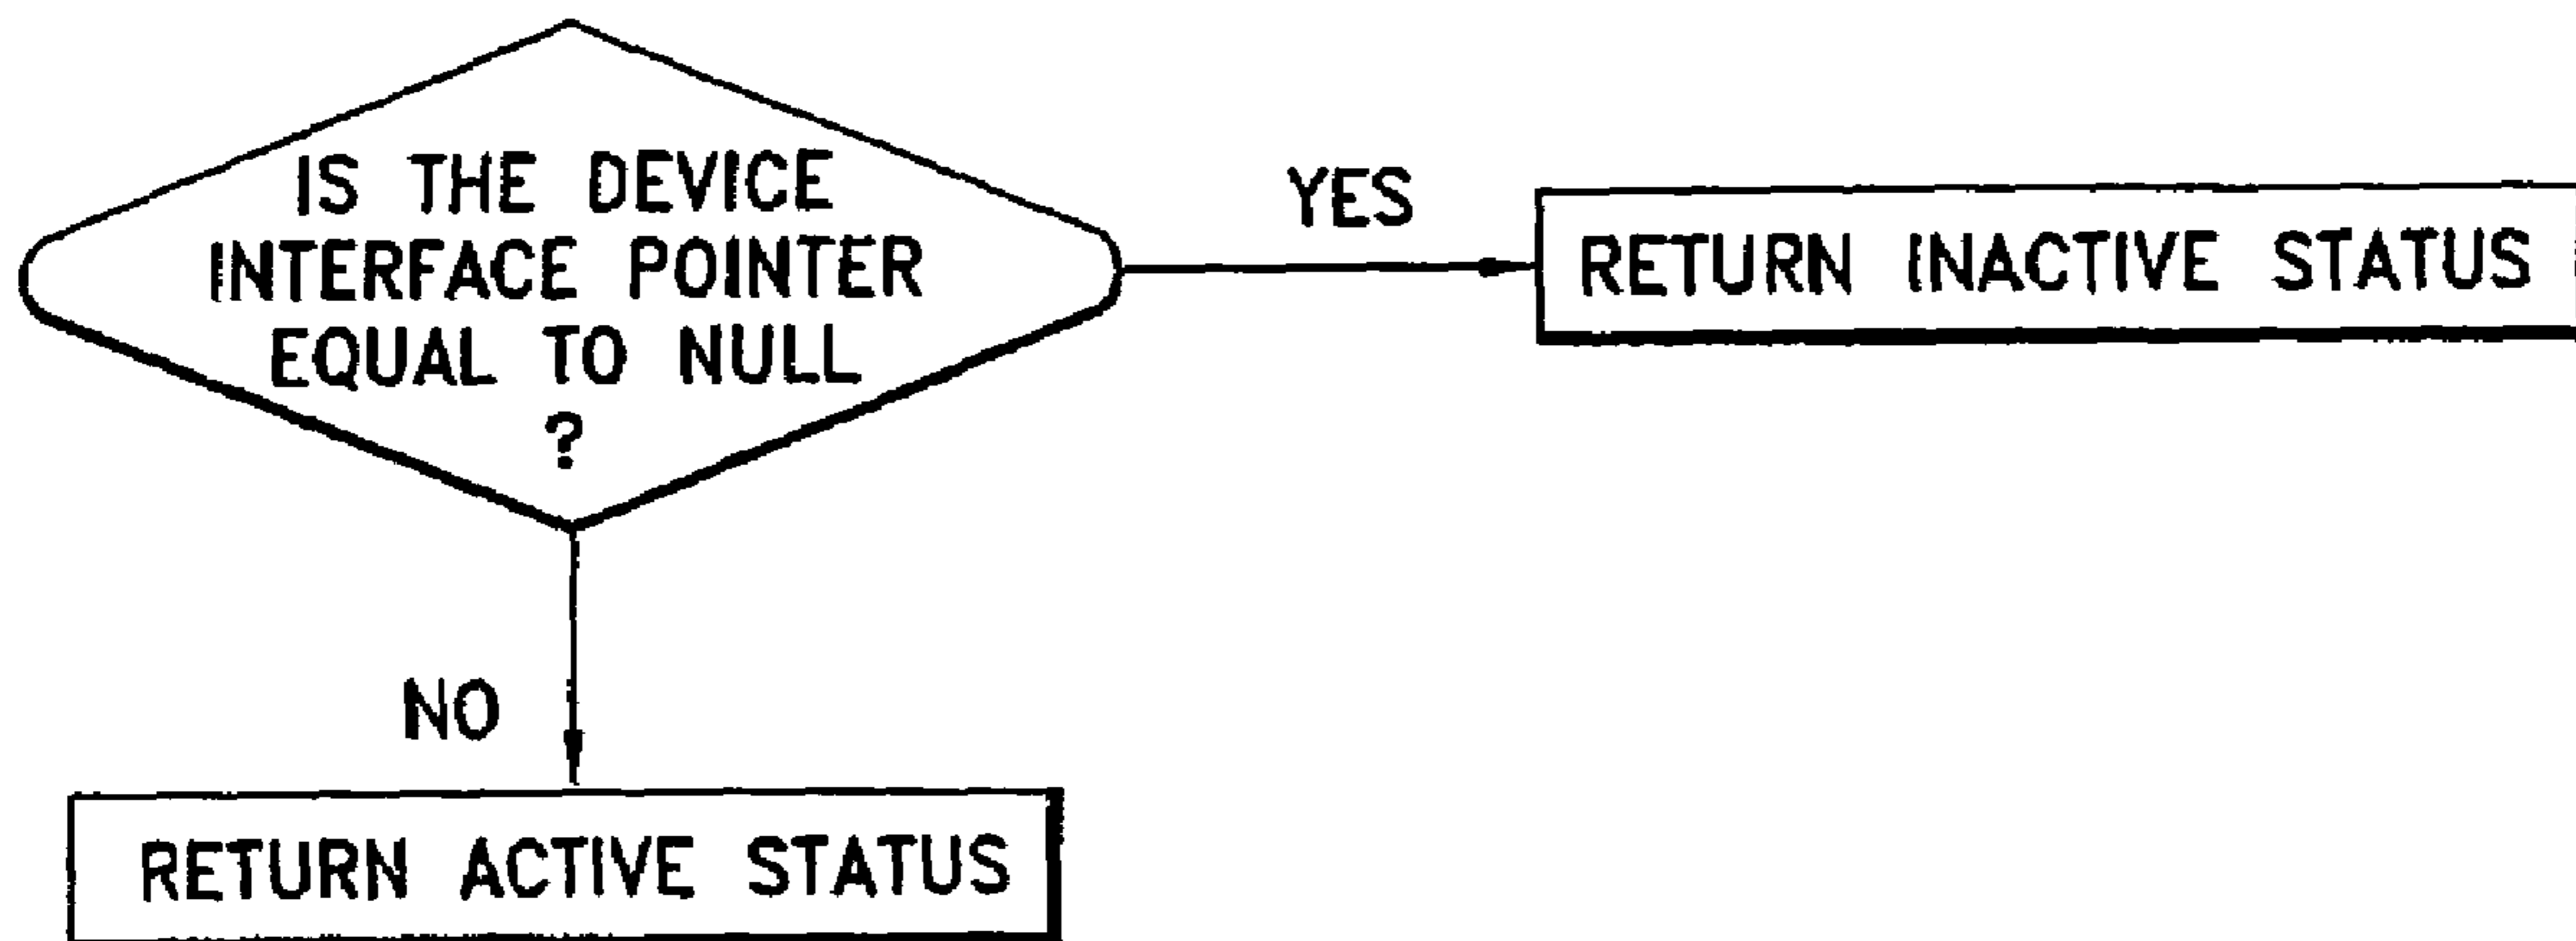 IS THE DEVICE
INTERFACE POINTER
EQUAL TO NULL
?
YES
RETURN INACTIVE STATUS
NO
RETURN ACTIVE STATUS